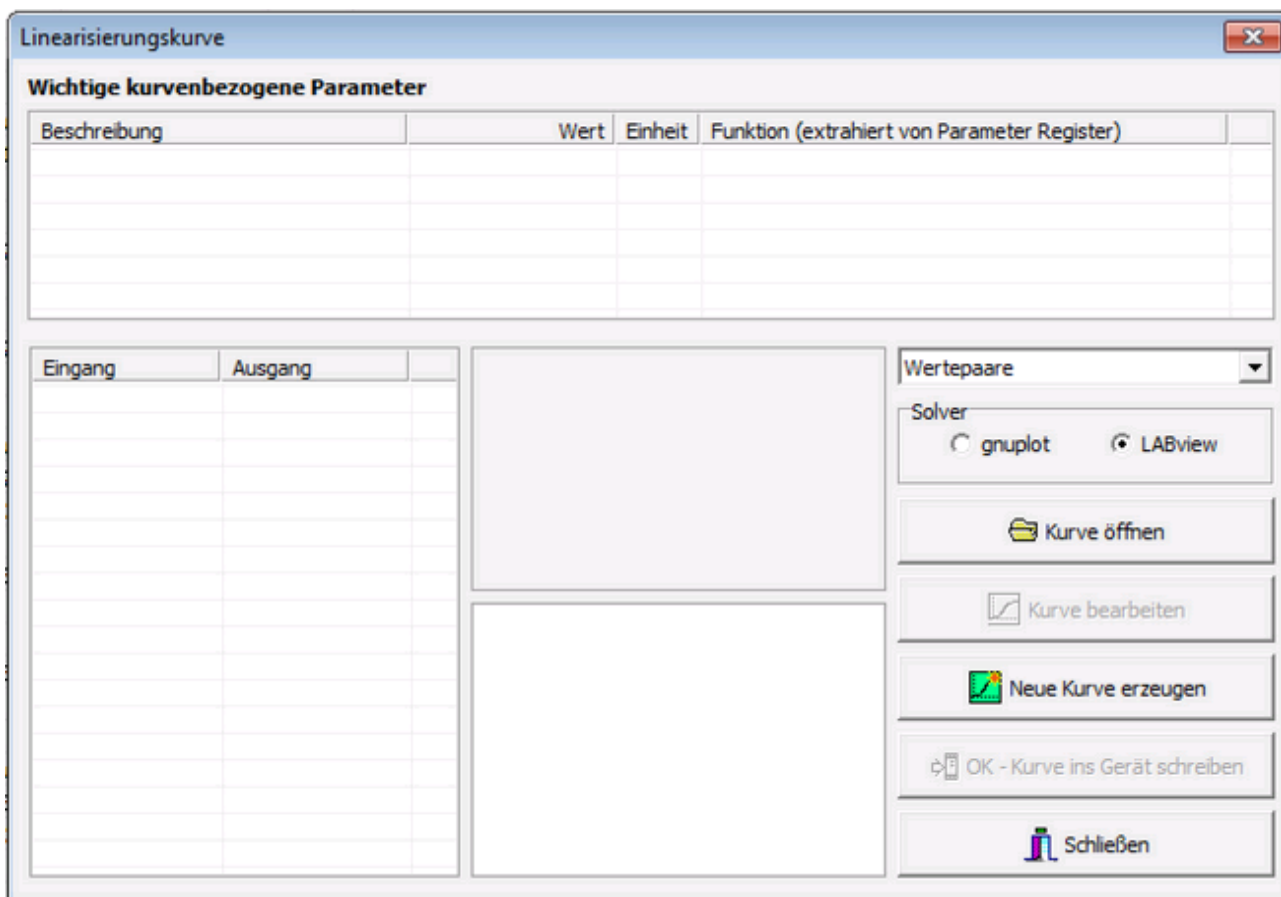 Linearisierungskurve
Wichtige kurvenbezogene Parameter
Beschreibung Wert Einheit Funktion (extrahiert von Parameter Register)
Eingang Ausgang
Wertepaare
Solver
gnuplot LABview
Kurve öffnen
Kurve bearbeiten
Neue Kurve erzeugen
OK - Kurve ins Gerät schreiben
Schließen